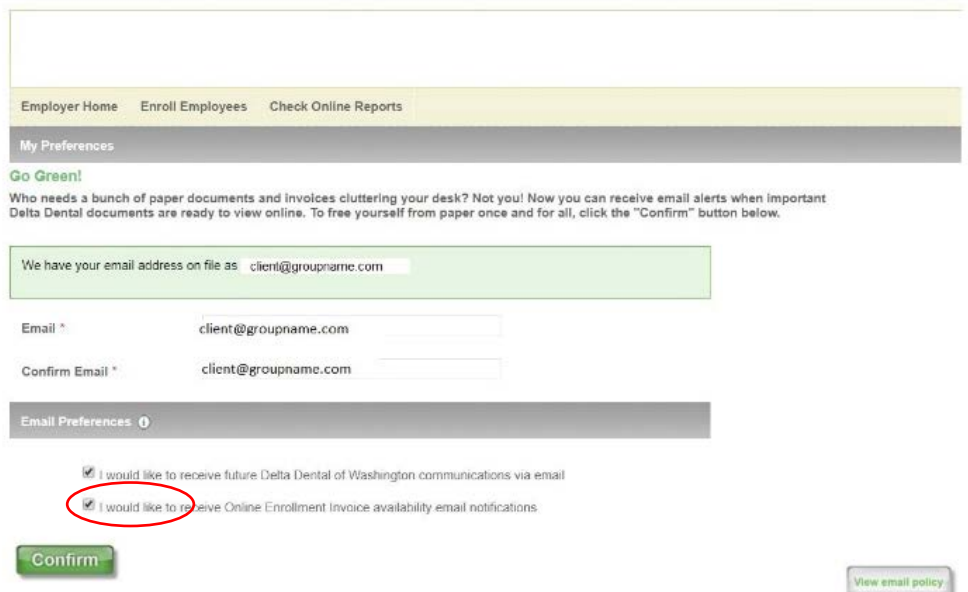 Employer Home Enroll Employees Check Online Reports
My Preferences
Go Green!
Who needs a bunch of paper documents and invoices cluttering your desk? Not you! Now you can receive email alerts when important
Delta Dental documents are ready to view online. To free yourself from paper once and for all, click the "Confirm" button below.
We have your email address on file as client@groupname.com
Email * client@groupname.com
Confirm Email * client@groupname.com
Email Preferences i
I would like to receive future Delta Dental of Washington communications via email
I would like to receive Online Enrollment Invoice availability email notifications
Confirm
View email policy